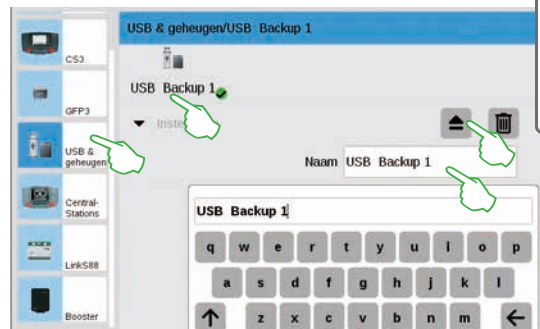 USB & geheugen/USB Backup 1
CS3
USB Backup 1
GFP3
Inste
USB &
geheugen
Naam USB Backup 1
Central-
Stations
USB Backup 1
q w e r t y u i o p
LinkS88
a s d f g h j k l
Booster
z x c v b n m